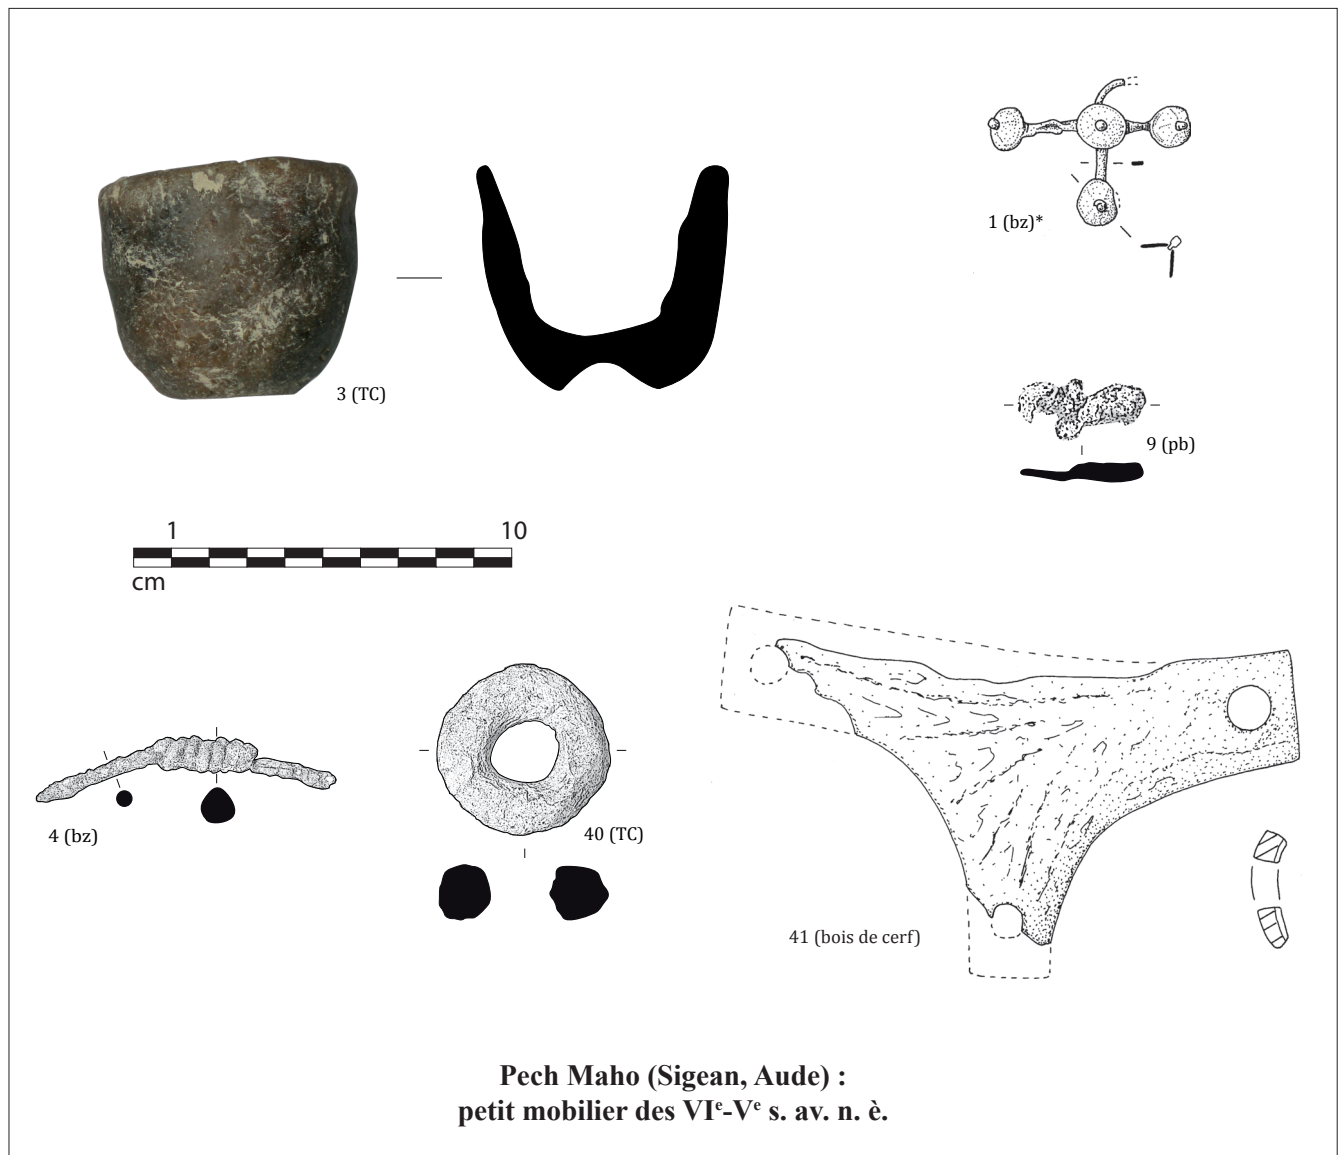 1 (bz)*
3 (TC)
9 (pb)
1 10
cm
4 (bz)
40 (TC)
41 (bois de cerf)
Pech Maho (Sigean, Aude) :
petit mobilier des VIᵉ-Vᵉ s. av. n. è.